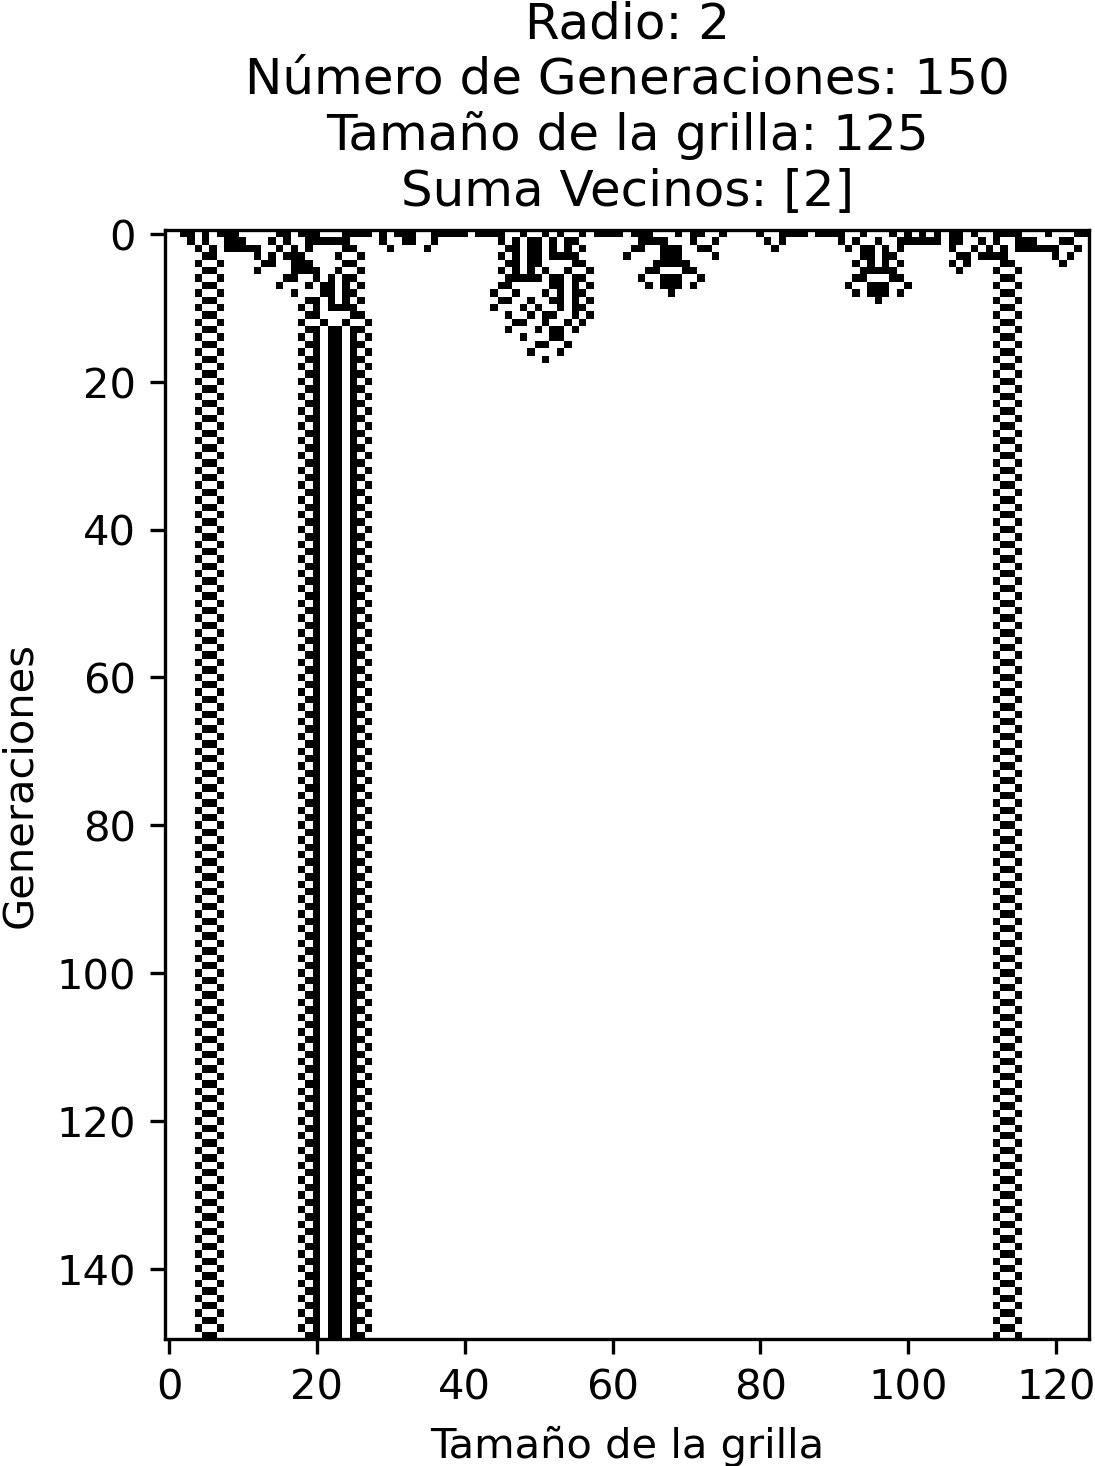 Radio: 2
Número de Generaciones: 150
Tamaño de la grilla: 125
Suma Vecinos: [2]
0
20
40
60
80
100
120
140
Generaciones
0 20 40 60 80 100 120
Tamaño de la grilla